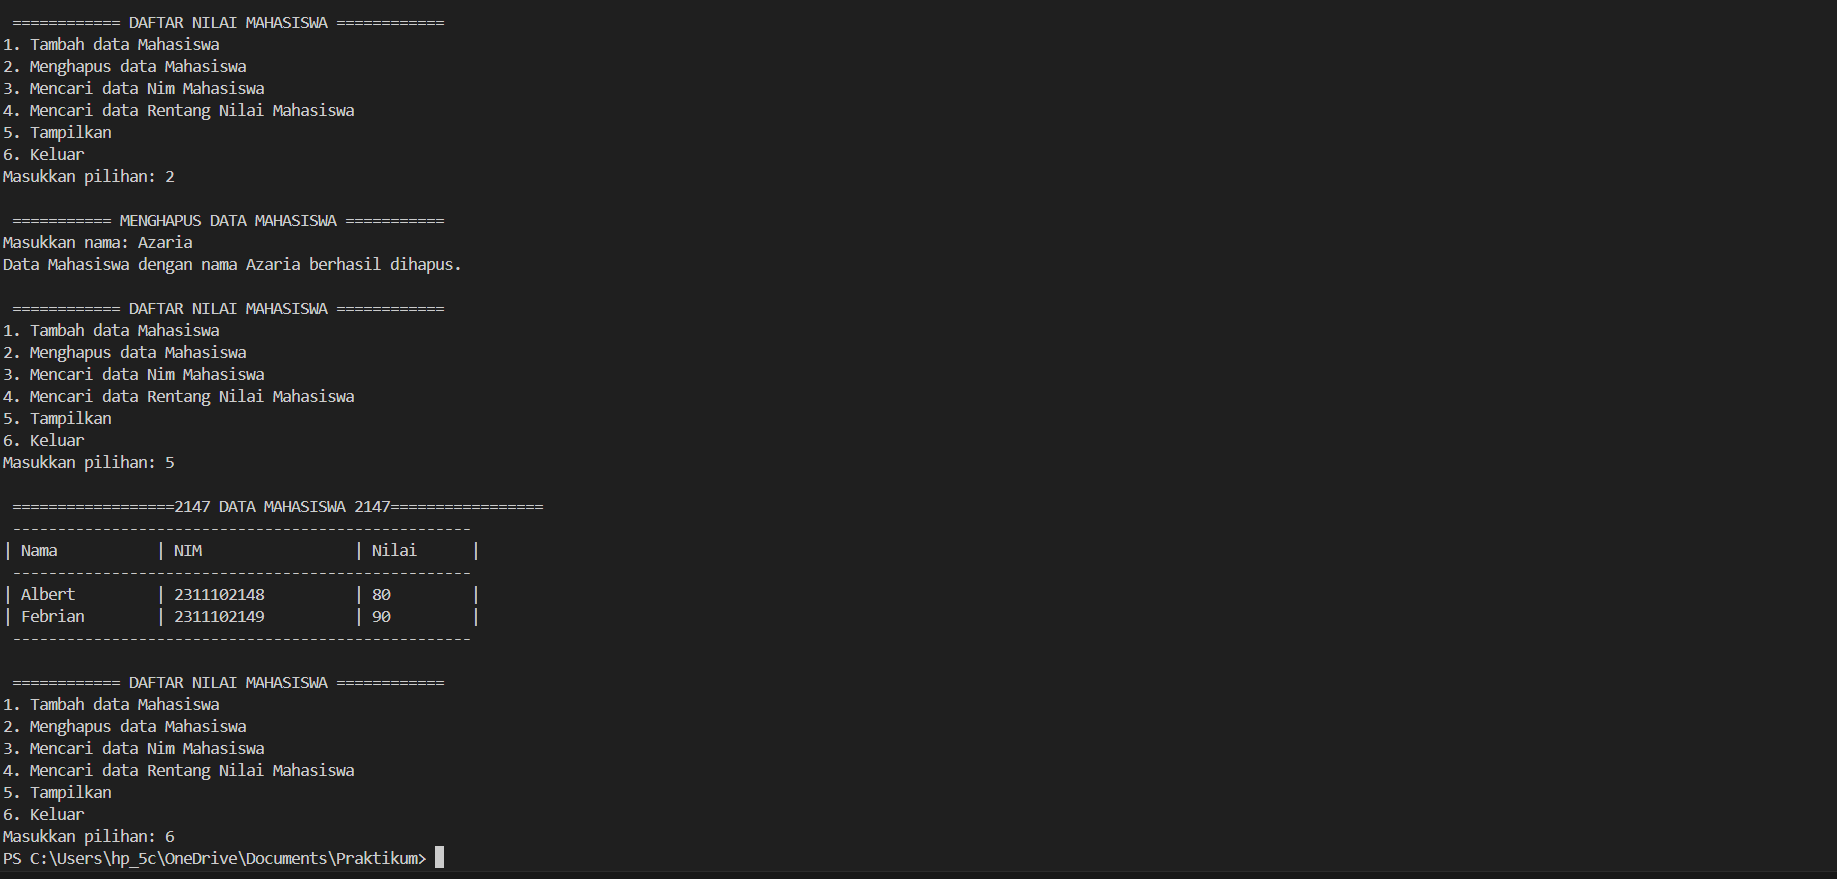 ============ DAFTAR NILAI MAHASISWA ============
1. Tambah data Mahasiswa
2. Menghapus data Mahasiswa
3. Mencari data Nim Mahasiswa
4. Mencari data Rentang Nilai Mahasiswa
5. Tampilkan
6. Keluar
Masukkan pilihan: 2
=========== MENGHAPUS DATA MAHASISWA ===========
Masukkan nama: Azaria
Data Mahasiswa dengan nama Azaria berhasil dihapus.
============ DAFTAR NILAI MAHASISWA ============
1. Tambah data Mahasiswa
2. Menghapus data Mahasiswa
3. Mencari data Nim Mahasiswa
4. Mencari data Rentang Nilai Mahasiswa
5. Tampilkan
6. Keluar
Masukkan pilihan: 5
==================2147 DATA MAHASISWA 2147=================
---------------------------------------------------
| Nama           | NIM                 | Nilai      |
---------------------------------------------------
| Albert         | 2311102148          | 80         |
| Febrian        | 2311102149          | 90         |
---------------------------------------------------
============ DAFTAR NILAI MAHASISWA ============
1. Tambah data Mahasiswa
2. Menghapus data Mahasiswa
3. Mencari data Nim Mahasiswa
4. Mencari data Rentang Nilai Mahasiswa
5. Tampilkan
6. Keluar
Masukkan pilihan: 6
PS C:\Users\hp_5c\OneDrive\Documents\Praktikum>